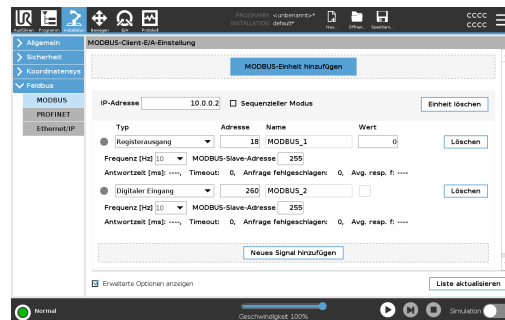 PROGRAMM <unbenannt>*
INSTALLATION default*
CCCC
CCCC
Ausführen Programm Installation Bewegen E/A Protokoll Neu... Öffnen... Speichern...
Allgemein
Sicherheit
Koordinatensys
Feldbus
MODBUS
PROFINET
Ethernet/IP
MODBUS-Client-E/A-Einstellung
MODBUS-Einheit hinzufügen
IP-Adresse 10.0.0.2 Sequenzieller Modus Einheit löschen
Typ Adresse Name Wert
Registerausgang 18 MODBUS_1 0 Löschen
Frequenz [Hz] 10 MODBUS-Slave-Adresse 255
Antwortzeit [ms]: ----, Timeout: 0, Anfrage fehlgeschlagen: 0, Avg. resp. f: ----
Digitaler Eingang 260 MODBUS_2 Löschen
Frequenz [Hz] 10 MODBUS-Slave-Adresse 255
Antwortzeit [ms]: ----, Timeout: 0, Anfrage fehlgeschlagen: 0, Avg. resp. f: ----
Neues Signal hinzufügen
Erweiterte Optionen anzeigen Liste aktualisieren
Normal
Geschwindigkeit 100%
Simulation